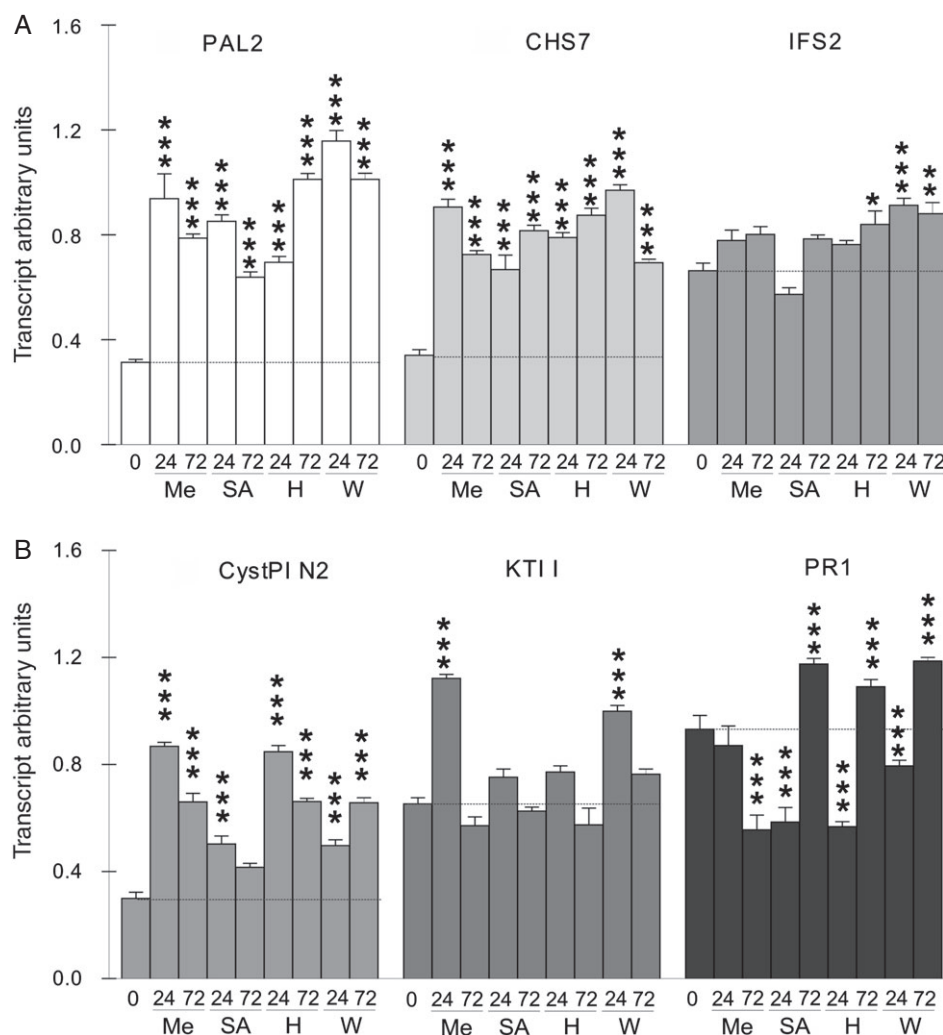 A
PAL2 CHS7 IFS2
Transcript arbitrary units
1.6
1.2
0.8
0.4
0.0
*** *** *** *** *** *** *** ***
*** *** *** *** *** *** *** ***
* *** **
0 24 72 24 72 24 72 24 72 0 24 72 24 72 24 72 24 72 0 24 72 24 72 24 72 24 72
Me SA H W Me SA H W Me SA H W
B
CystPI N2 KTI I PR1
Transcript arbitrary units
1.6
1.2
0.8
0.4
0.0
*** *** *** *** *** *** ***
*** ***
*** *** *** *** *** *** ***
0 24 72 24 72 24 72 24 72 0 24 72 24 72 24 72 24 72 0 24 72 24 72 24 72 24 72
Me SA H W Me SA H W Me SA H W